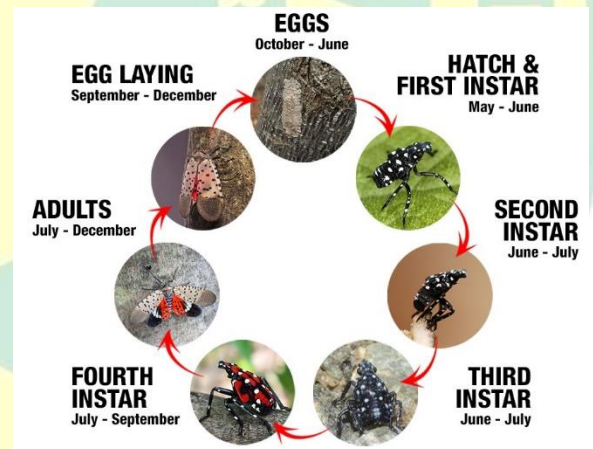 EGGS
October - June
HATCH &
FIRST INSTAR
May - June
SECOND
INSTAR
June - July
THIRD
INSTAR
June - July
FOURTH
INSTAR
July - September
ADULTS
July - December
EGG LAYING
September - December